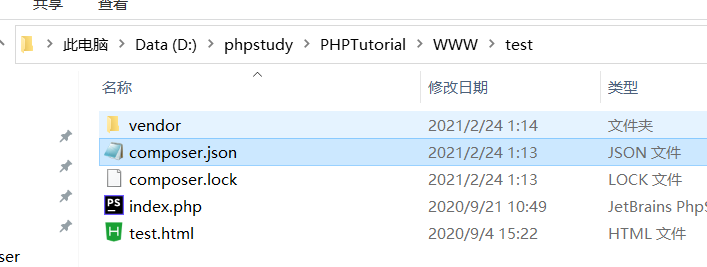 共享 查看
此电脑 > Data (D:) > phpstudy > PHPTutorial > WWW > test
名称 修改日期 类型
vendor 2021/2/24 1:14 文件夹
composer.json 2021/2/24 1:13 JSON 文件
composer.lock 2021/2/24 1:13 LOCK 文件
PS index.php 2020/9/21 10:49 JetBrains PhpS
H test.html 2020/9/4 15:22 HTML 文件
ser